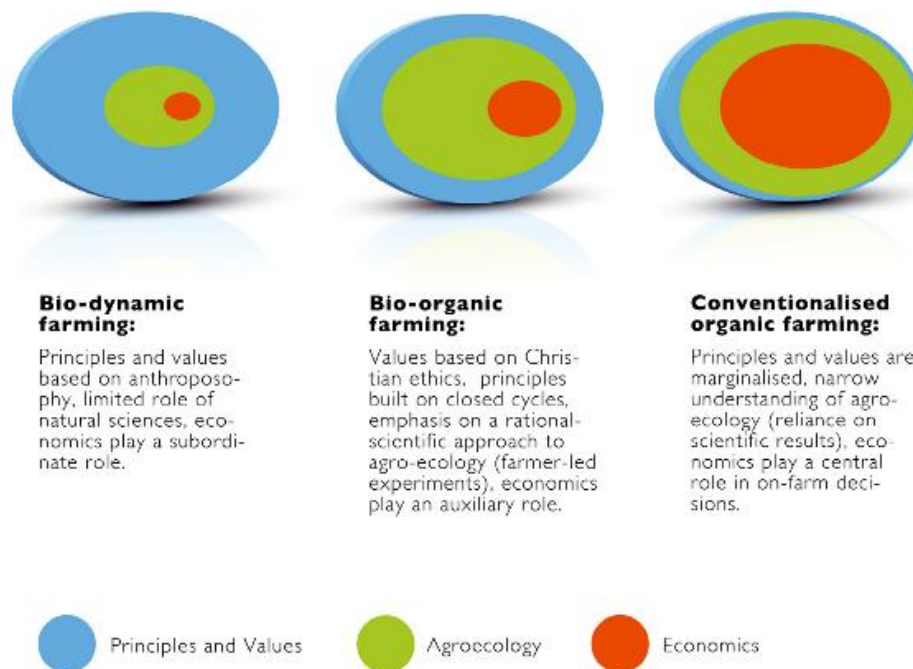 Bio-dynamic
farming:
Principles and values
based on anthroposo-
phy, limited role of
natural sciences, eco-
nomics play a subordi-
nate role.
Bio-organic
farming:
Values based on Chris-
tian ethics, principles
built on closed cycles,
emphasis on a rational-
scientific approach to
agro-ecology (farmer-led
experiments), economics
play an auxiliary role.
Conventionalised
organic farming:
Principles and values are
marginalised, narrow
understanding of agro-
ecology (reliance on
scientific results), eco-
nomics play a central
role in on-farm deci-
sions.
Principles and Values
Agroecology
Economics